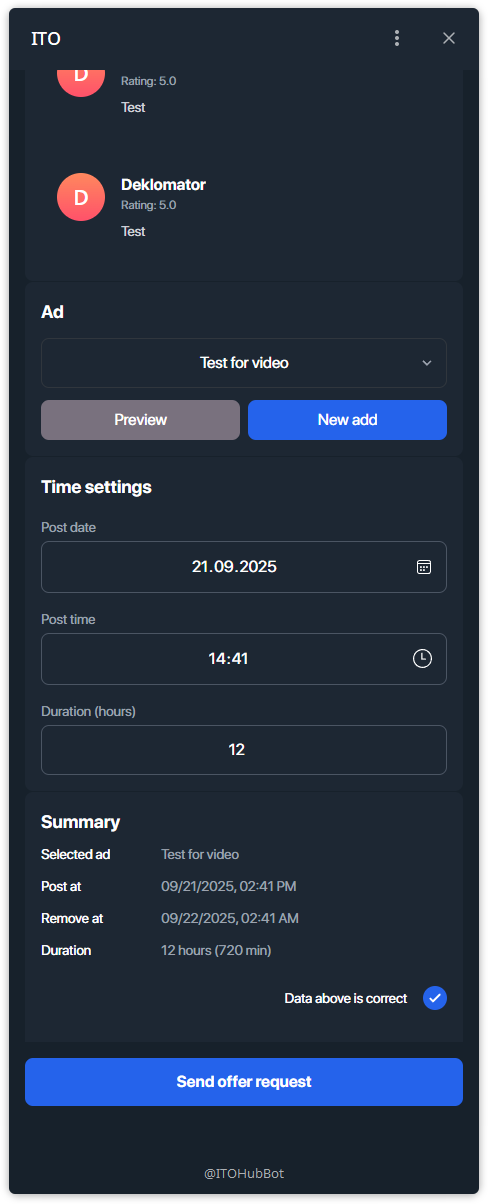 ITO
D
Rating: 5.0
Test
D
Deklomator
Rating: 5.0
Test
Ad
Test for video
Preview
New add
Time settings
Post date
21.09.2025
Post time
14:41
Duration (hours)
12
Summary
Selected ad Test for video
Post at 09/21/2025, 02:41 PM
Remove at 09/22/2025, 02:41 AM
Duration 12 hours (720 min)
Data above is correct
Send offer request
@ITOHubBot